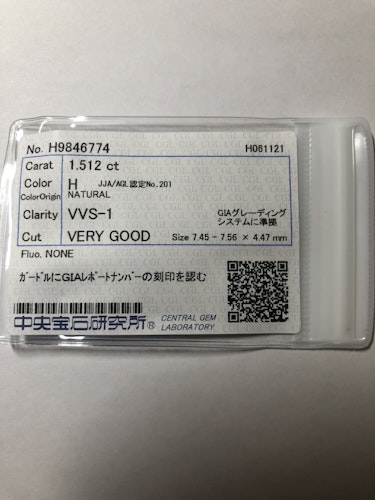 No. H9846774 H061121
Carat 1.512 ct
Color H JJA/AGL認定No.201
ColorOrigin NATURAL
Clarity VVS-1 GIAグレーディング
システムに準拠
Cut VERY GOOD Size 7.45 - 7.56 × 4.47 mm
Fluo. NONE
ガードルにGIAレポートナンバーの刻印を認む
中央宝石研究所® CENTRAL GEM
LABORATORY